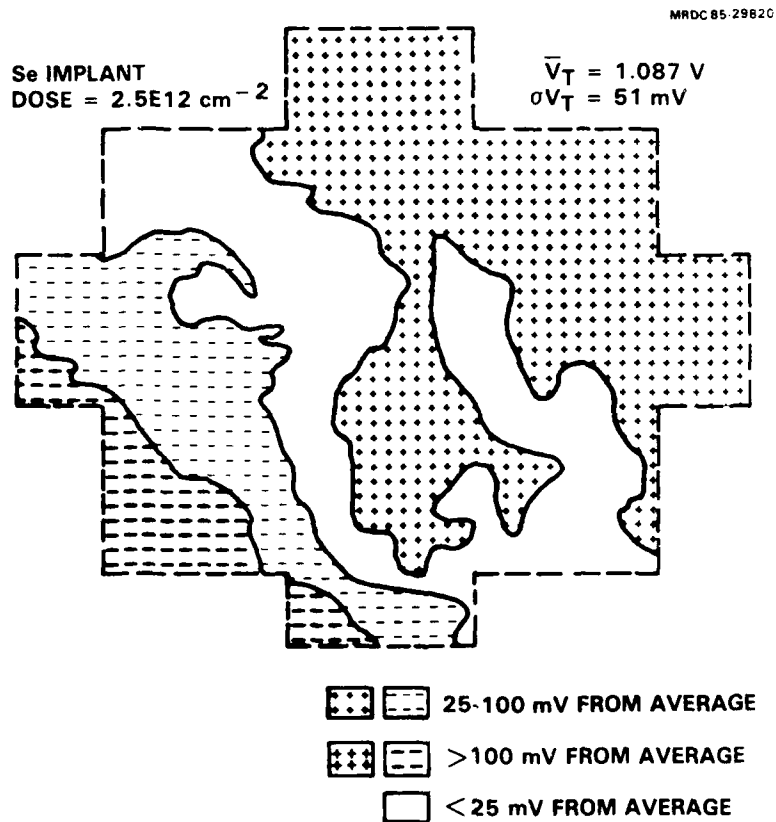 MRDC 85-29820
Se IMPLANT
DOSE = 2.5E12 cm⁻²
V̅T = 1.087 V
σVT = 51 mV
25-100 mV FROM AVERAGE
>100 mV FROM AVERAGE
<25 mV FROM AVERAGE